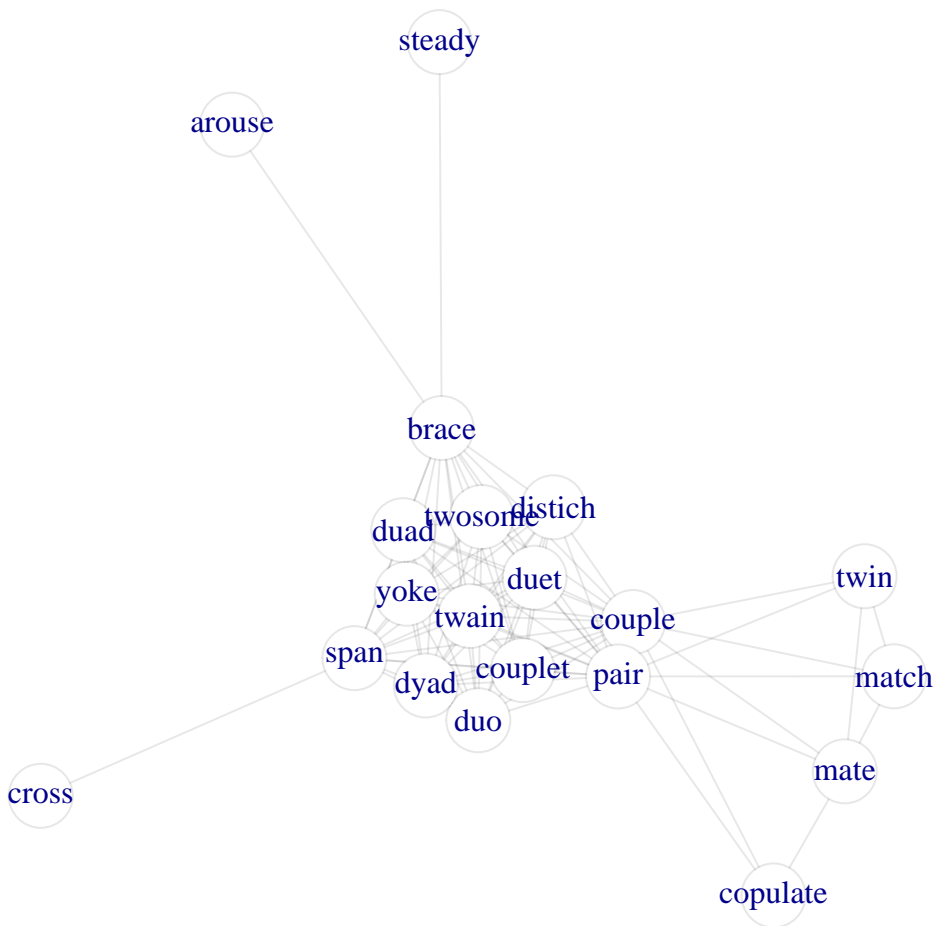 steady
arouse
brace
distich
twosome
duad
twin
duet
yoke
twain
couple
span
couplet
pair
match
dyad
duo
mate
cross
copulate